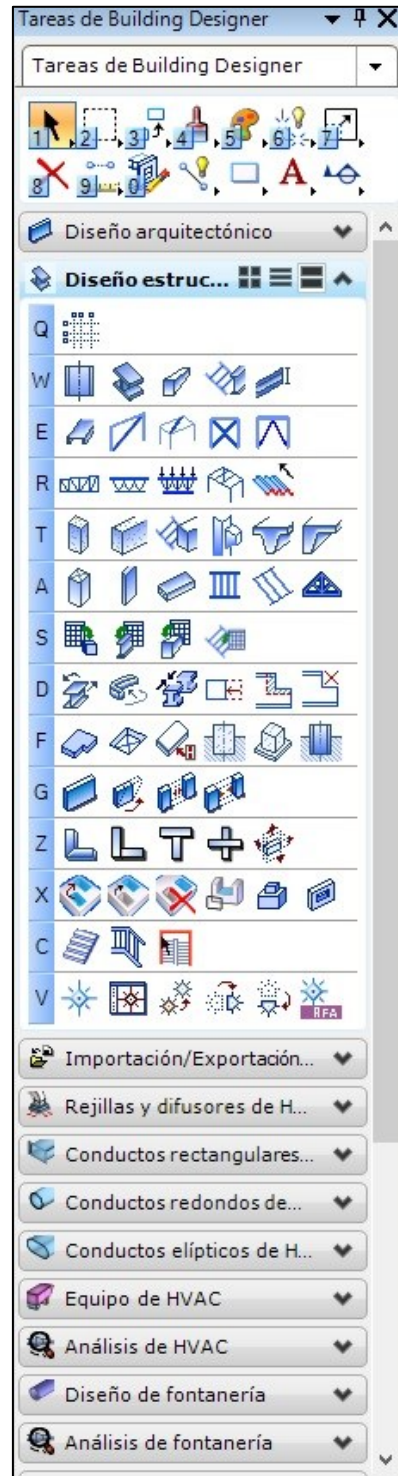 Tareas de Building Designer
Tareas de Building Designer
1 2 3 4 5 6 7
8 9 0 A
Diseño arquitectónico
Diseño estruc...
Q
W
E
R
T
A
S
D
F
G
Z
X
C
V RFA
Importación/Exportación...
Rejillas y difusores de H...
Conductos rectangulares...
Conductos redondos de...
Conductos elípticos de H...
Equipo de HVAC
Análisis de HVAC
Diseño de fontanería
Análisis de fontanería